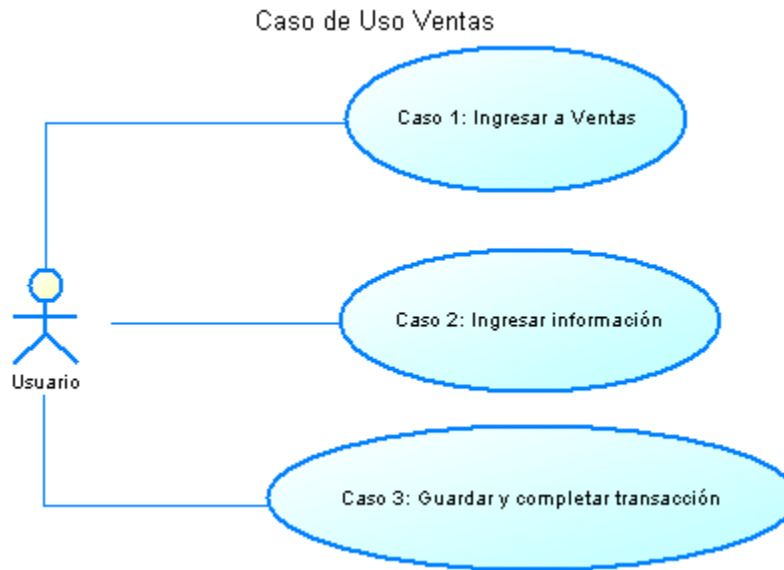 Caso de Uso Ventas
Caso 1: Ingresar a Ventas
Caso 2: Ingresar información
Usuario
Caso 3: Guardar y completar transacción